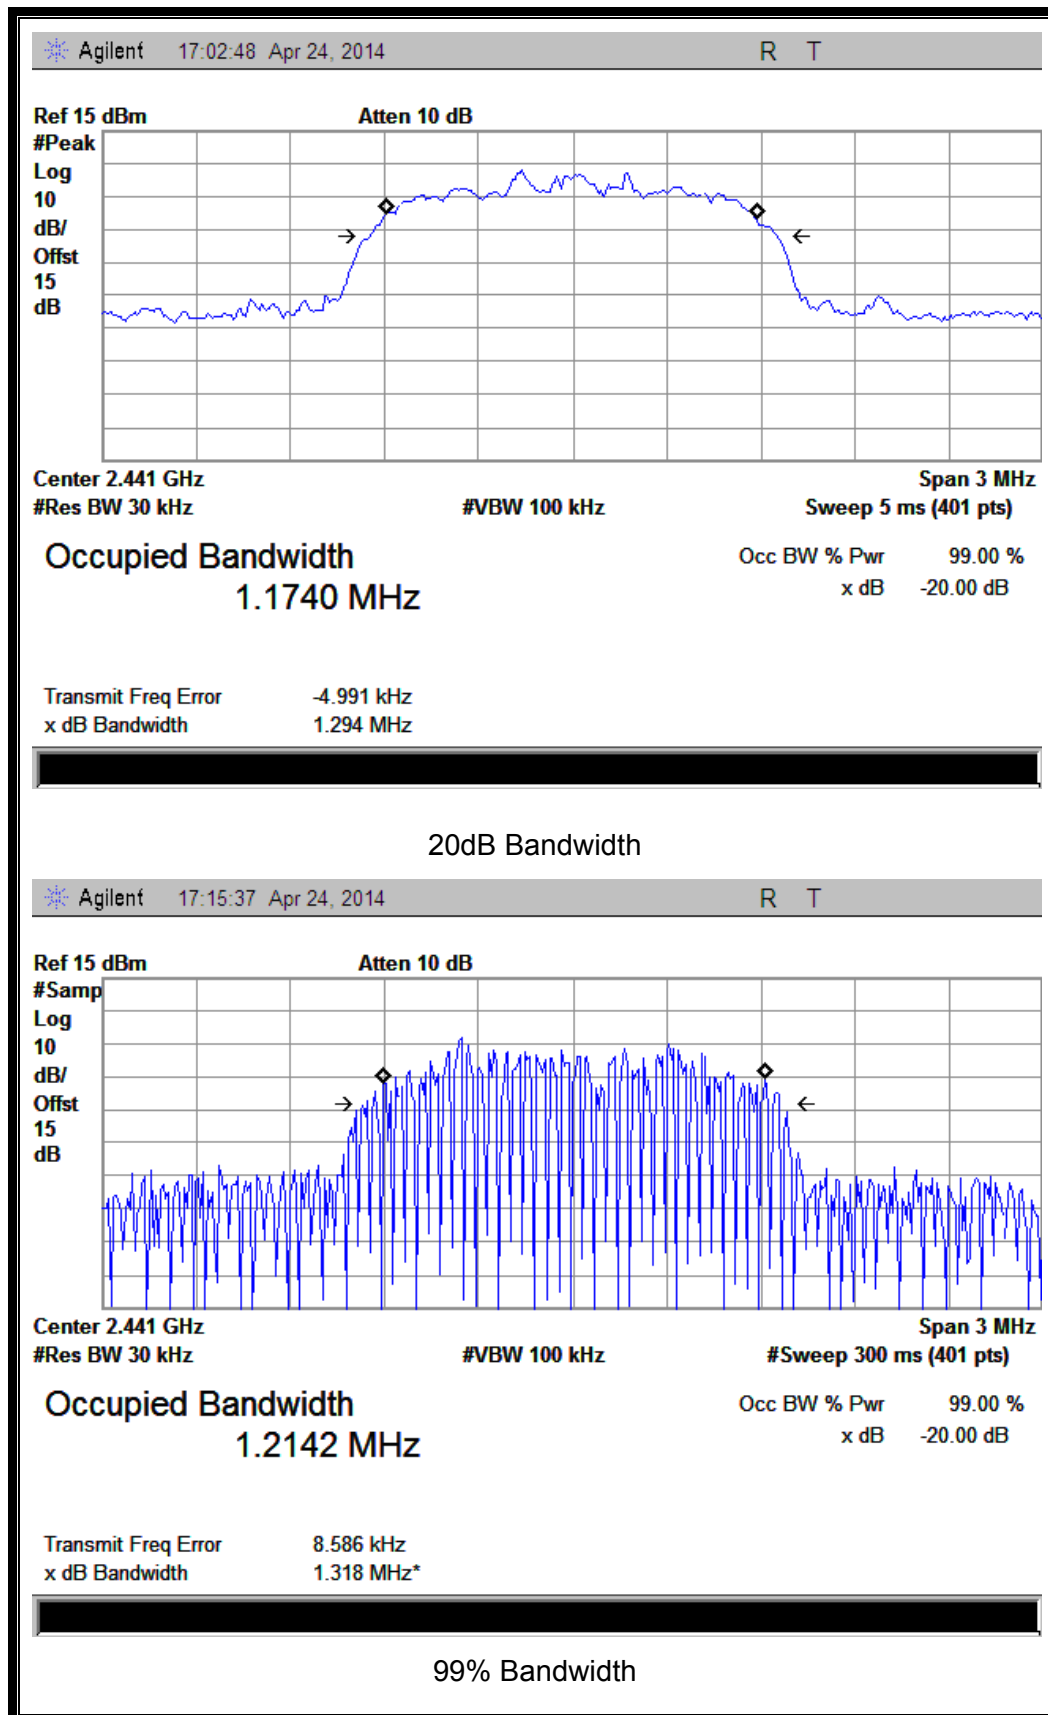 Agilent 17:02:48 Apr 24, 2014 R T
Ref 15 dBm Atten 10 dB
#Peak
Log
10
dB/
Offst
15
dB
Center 2.441 GHz Span 3 MHz
#Res BW 30 kHz #VBW 100 kHz Sweep 5 ms (401 pts)
Occupied Bandwidth Occ BW % Pwr 99.00 %
1.1740 MHz x dB -20.00 dB
Transmit Freq Error -4.991 kHz
x dB Bandwidth 1.294 MHz
20dB Bandwidth
Agilent 17:15:37 Apr 24, 2014 R T
Ref 15 dBm Atten 10 dB
#Samp
Log
10
dB/
Offst
15
dB
Center 2.441 GHz Span 3 MHz
#Res BW 30 kHz #VBW 100 kHz #Sweep 300 ms (401 pts)
Occupied Bandwidth Occ BW % Pwr 99.00 %
1.2142 MHz x dB -20.00 dB
Transmit Freq Error 8.586 kHz
x dB Bandwidth 1.318 MHz*
99% Bandwidth